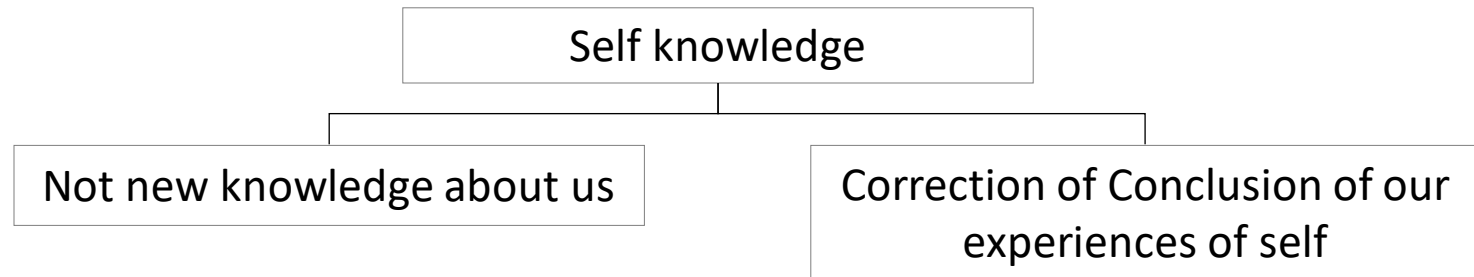 Self knowledge
Not new knowledge about us
Correction of Conclusion of our
experiences of self